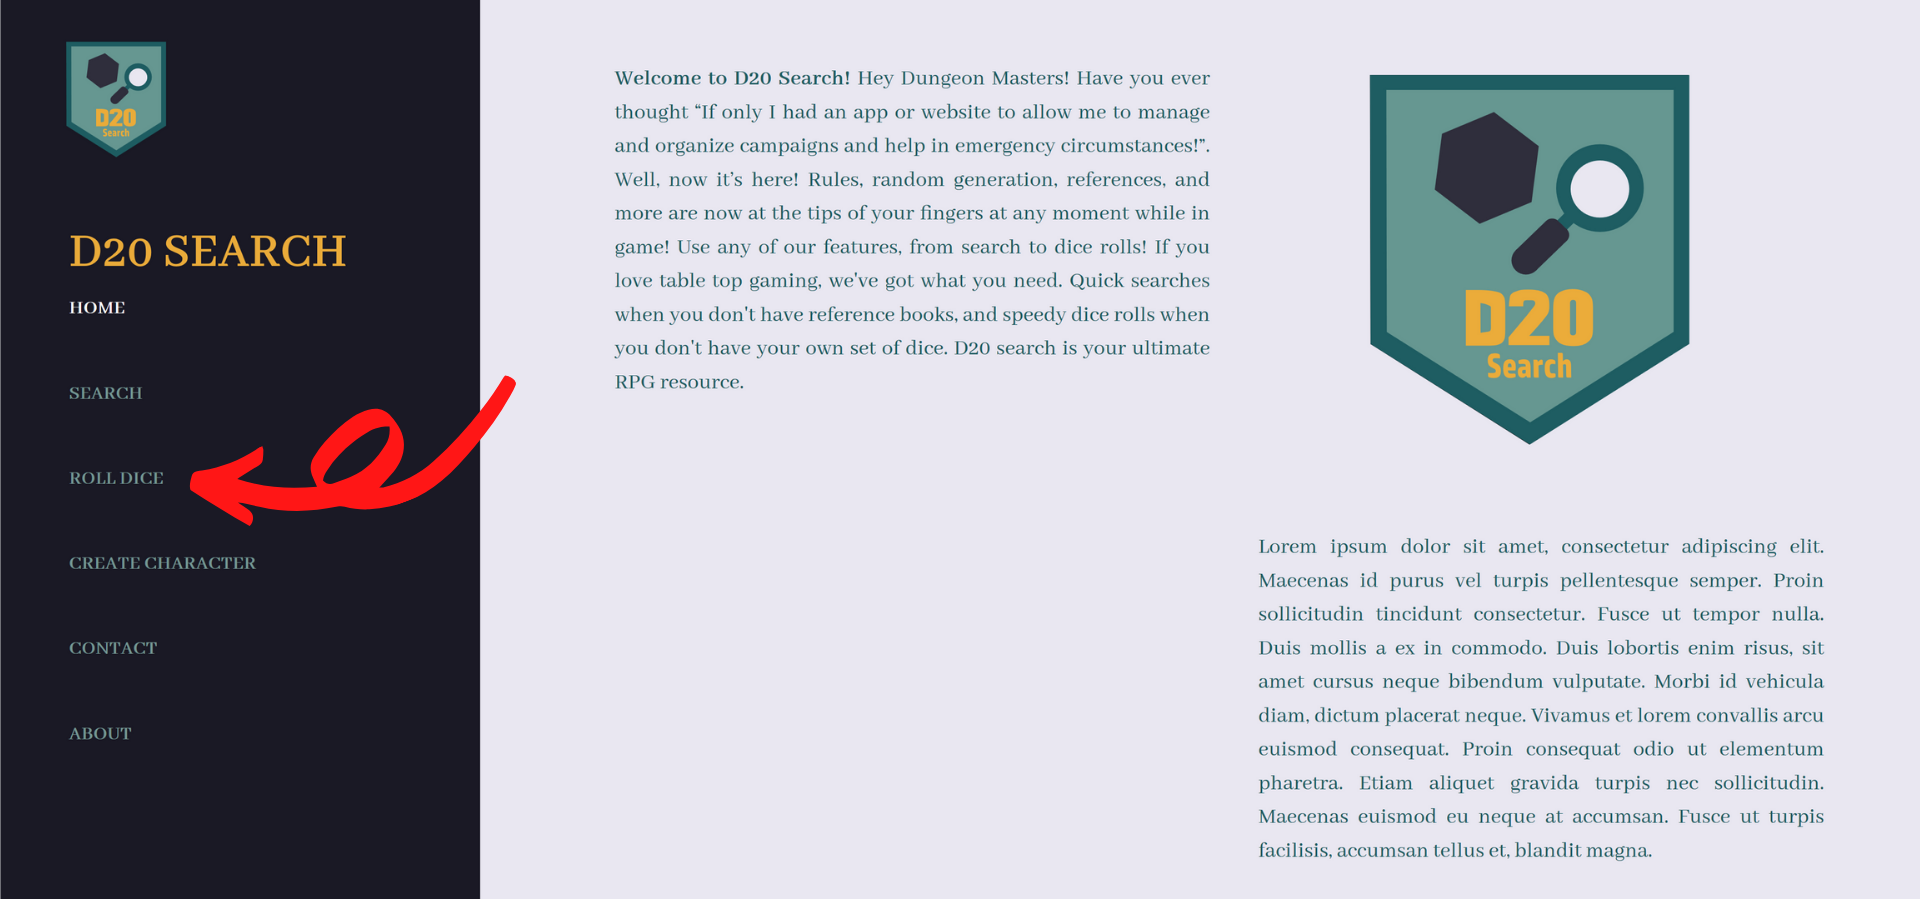 D20
Search
D20 SEARCH
HOME
SEARCH
ROLL DICE
CREATE CHARACTER
CONTACT
ABOUT
Welcome to D20 Search! Hey Dungeon Masters! Have you ever
thought “If only I had an app or website to allow me to manage
and organize campaigns and help in emergency circumstances!”.
Well, now it’s here! Rules, random generation, references, and
more are now at the tips of your fingers at any moment while in
game! Use any of our features, from search to dice rolls! If you
love table top gaming, we've got what you need. Quick searches
when you don't have reference books, and speedy dice rolls when
you don't have your own set of dice. D20 search is your ultimate
RPG resource.
D20
Search
Lorem ipsum dolor sit amet, consectetur adipiscing elit.
Maecenas id purus vel turpis pellentesque semper. Proin
sollicitudin tincidunt consectetur. Fusce ut tempor nulla.
Duis mollis a ex in commodo. Duis lobortis enim risus, sit
amet cursus neque bibendum vulputate. Morbi id vehicula
diam, dictum placerat neque. Vivamus et lorem convallis arcu
euismod consequat. Proin consequat odio ut elementum
pharetra. Etiam aliquet gravida turpis nec sollicitudin.
Maecenas euismod eu neque at accumsan. Fusce ut turpis
facilisis, accumsan tellus et, blandit magna.